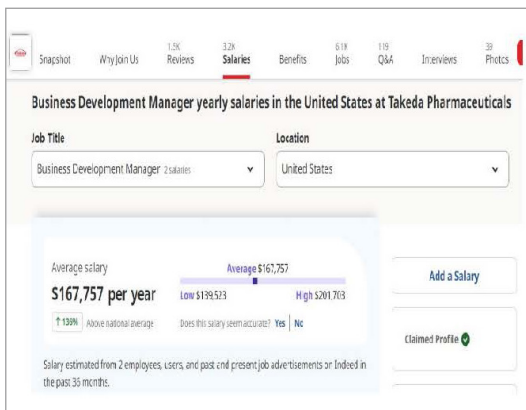 1.5K 3.2K 6.1K 119 39
Snapshot Why Join Us Reviews Salaries Benefits Jobs Q&A Interviews Photos
Business Development Manager yearly salaries in the United States at Takeda Pharmaceuticals
Job Title Location
Business Development Manager 2 salaries United States
Average salary Average $167,757
$167,757 per year Low $139,523 High $201,703
↑ 139% Above national average Does this salary seem accurate? Yes No
Salary estimated from 2 employees, users, and past and present job advertisements on Indeed in
the past 36 months.
Add a Salary
Claimed Profile